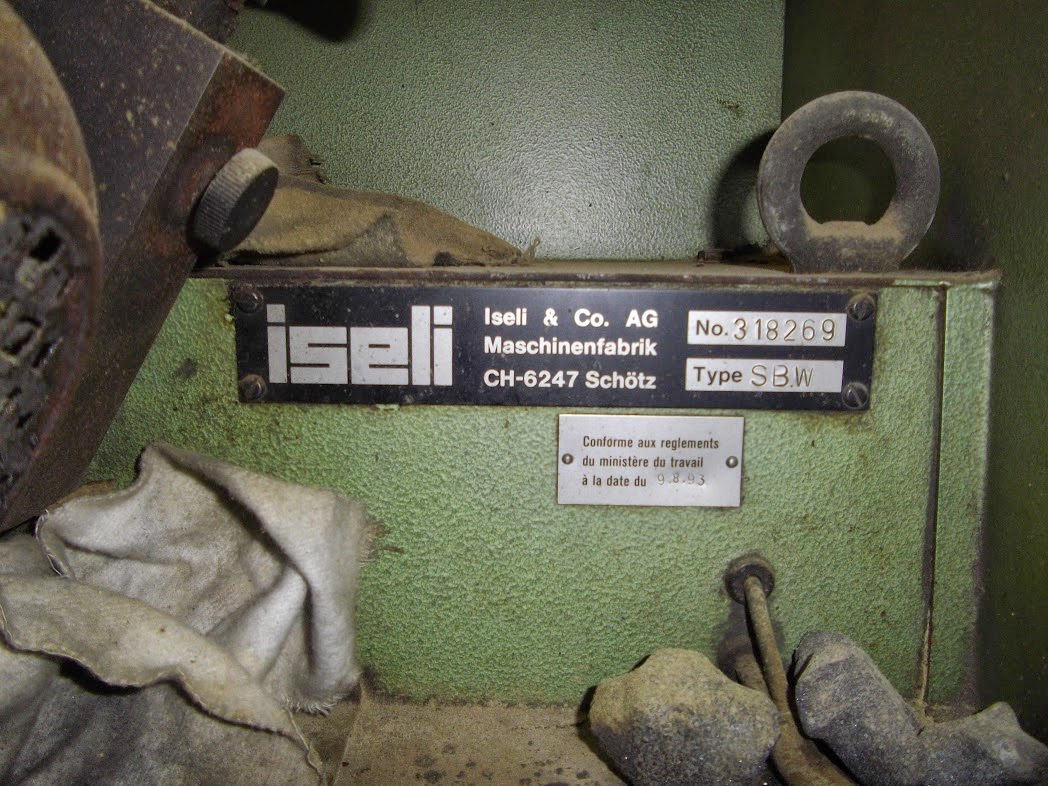 iseli
Iseli & Co. AG
Maschinenfabrik
CH-6247 Schötz
No. 318269
Type SB.W
Conforme aux reglements
du ministère du travail
à la date du 9.8.93